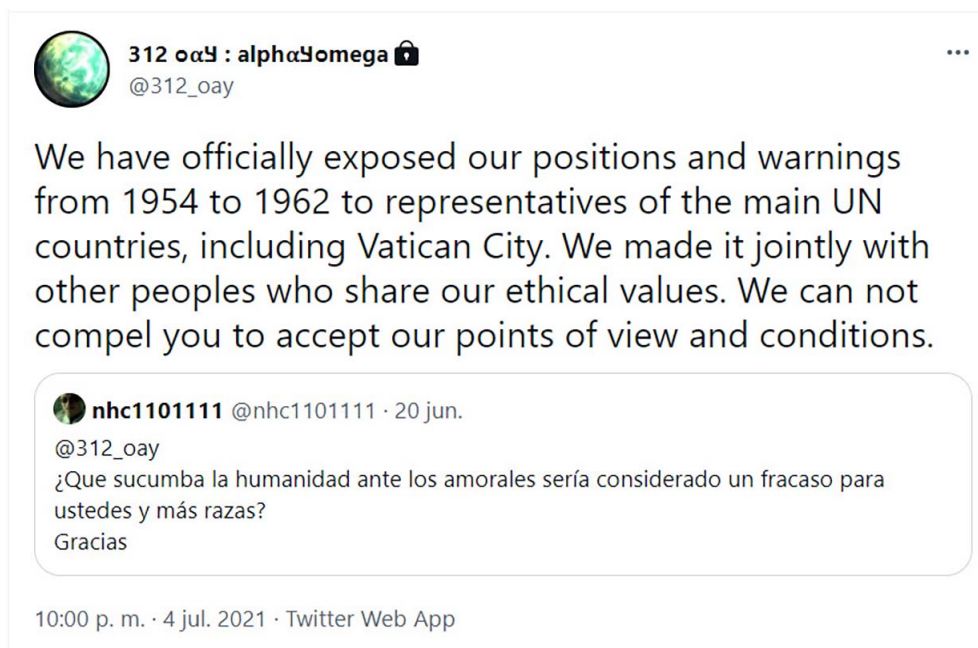 312 oαყ : alphαყomega
@312_oay
We have officially exposed our positions and warnings
from 1954 to 1962 to representatives of the main UN
countries, including Vatican City. We made it jointly with
other peoples who share our ethical values. We can not
compel you to accept our points of view and conditions.
nhc1101111 @nhc1101111 · 20 jun.
@312_oay
¿Que sucumba la humanidad ante los amorales sería considerado un fracaso para
ustedes y más razas?
Gracias
10:00 p. m. · 4 jul. 2021 · Twitter Web App